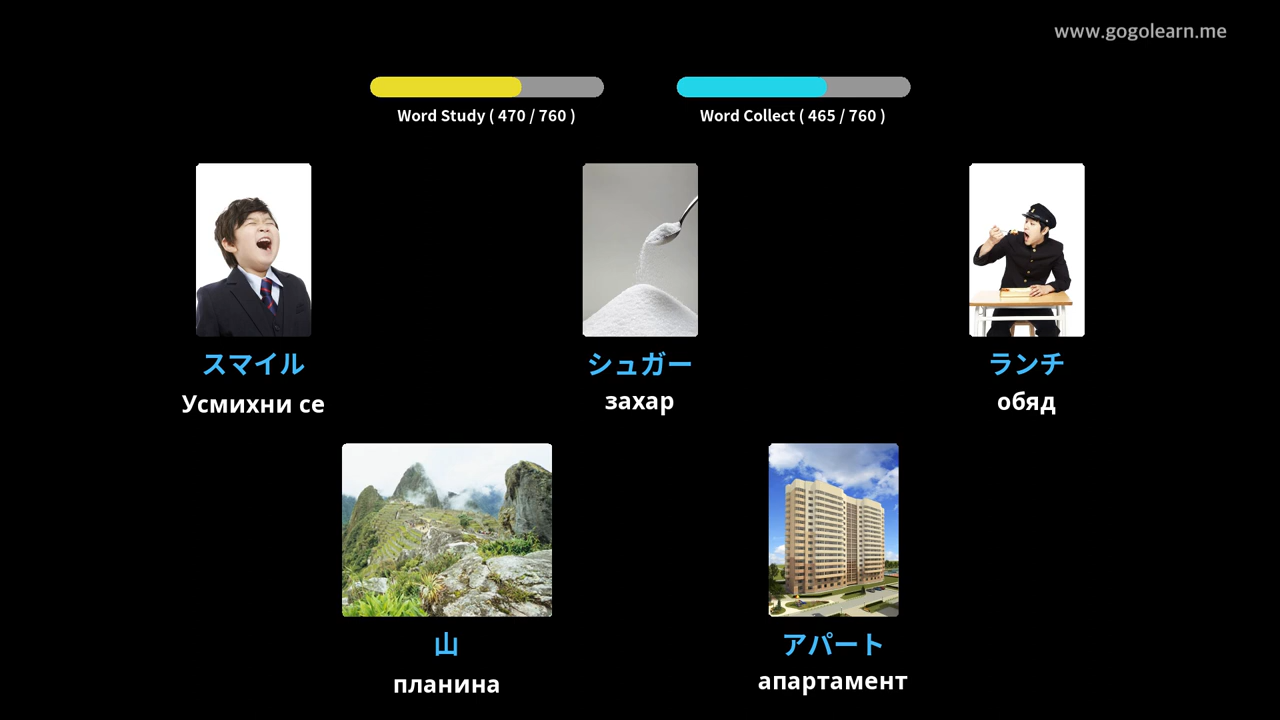 www.gogolearn.me
Word Study ( 470 / 760 )
Word Collect ( 465 / 760 )
スマイル
Усмихни се
シュガー
захар
ランチ
обяд
山
планина
アパート
апартамент